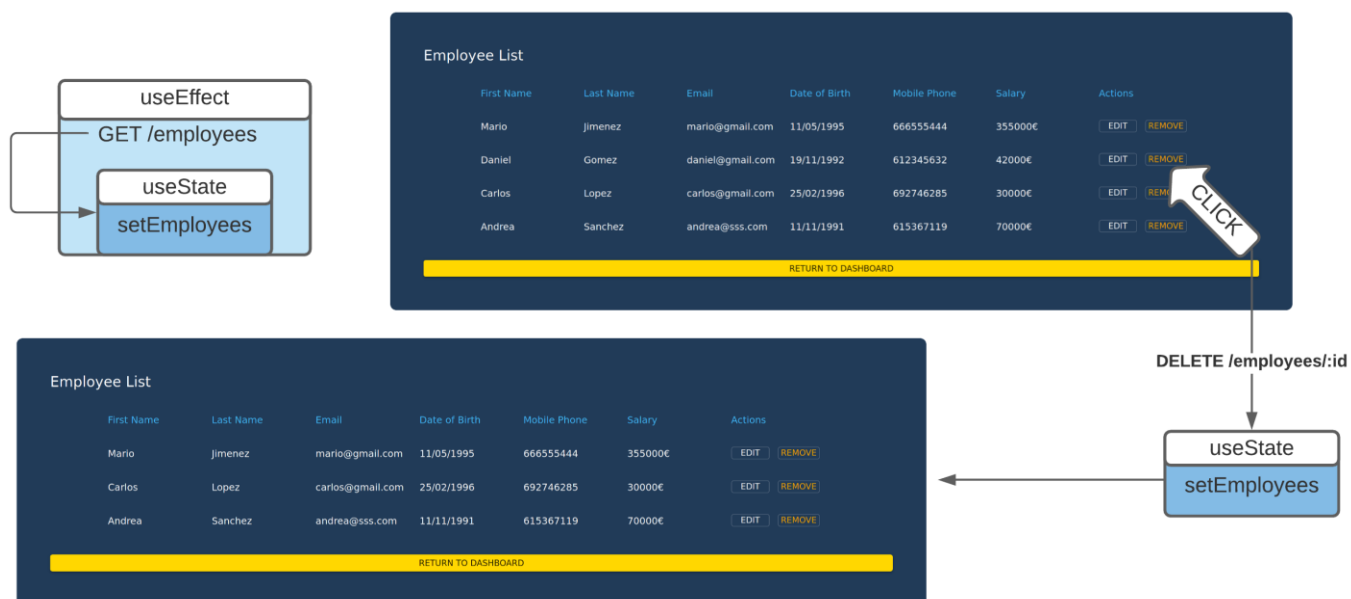 useEffect
GET /employees
useState
setEmployees
Employee List
First Name Last Name Email Date of Birth Mobile Phone Salary Actions
Mario Jimenez mario@gmail.com 11/05/1995 666555444 355000€ EDIT REMOVE
Daniel Gomez daniel@gmail.com 19/11/1992 612345632 42000€ EDIT REMOVE
Carlos Lopez carlos@gmail.com 25/02/1996 692746285 30000€ EDIT
Andrea Sanchez andrea@sss.com 11/11/1991 615367119 70000€ EDIT REMOVE
CLICK
RETURN TO DASHBOARD
DELETE /employees/:id
useState
setEmployees
Employee List
First Name Last Name Email Date of Birth Mobile Phone Salary Actions
Mario Jimenez mario@gmail.com 11/05/1995 666555444 355000€ EDIT REMOVE
Carlos Lopez carlos@gmail.com 25/02/1996 692746285 30000€ EDIT REMOVE
Andrea Sanchez andrea@sss.com 11/11/1991 615367119 70000€ EDIT REMOVE
RETURN TO DASHBOARD